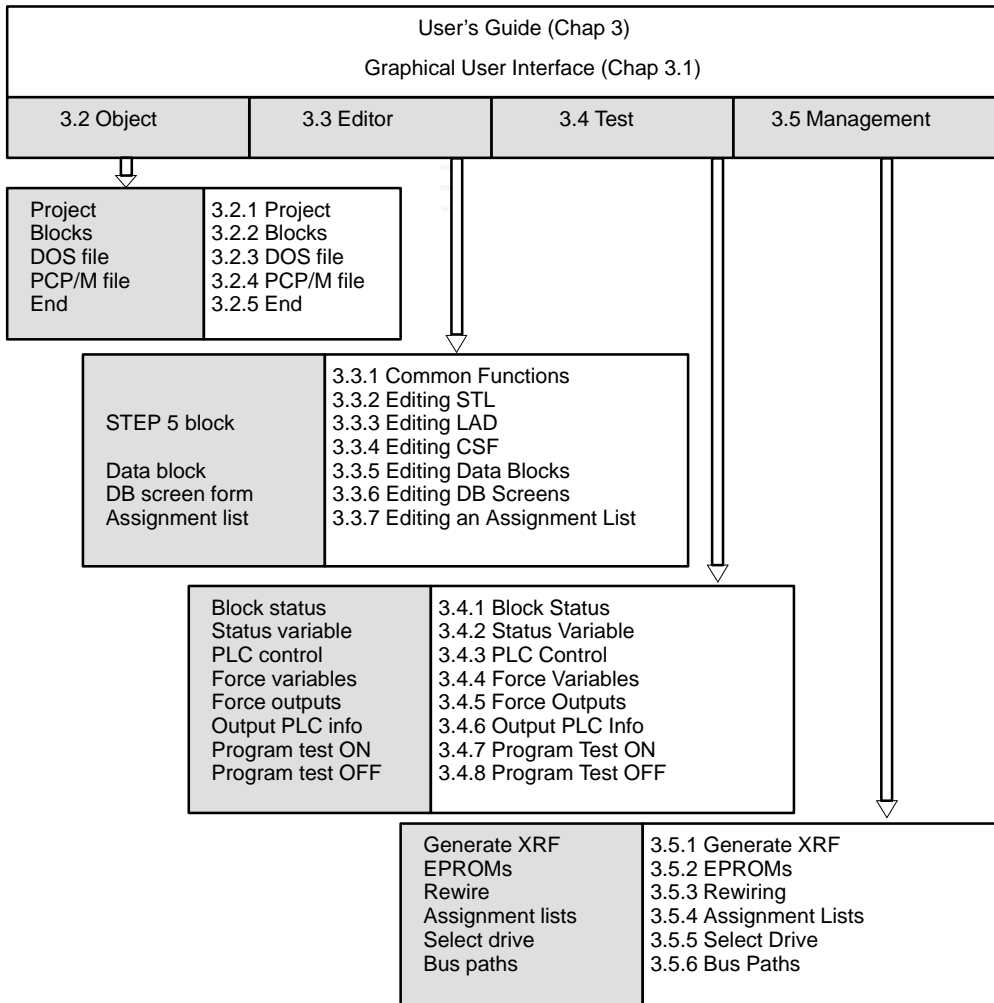 User's Guide (Chap 3)
Graphical User Interface (Chap 3.1)
3.2 Object 3.3 Editor 3.4 Test 3.5 Management
Project 3.2.1 Project
Blocks 3.2.2 Blocks
DOS file 3.2.3 DOS file
PCP/M file 3.2.4 PCP/M file
End 3.2.5 End
3.3.1 Common Functions
3.3.2 Editing STL
STEP 5 block 3.3.3 Editing LAD
3.3.4 Editing CSF
Data block 3.3.5 Editing Data Blocks
DB screen form 3.3.6 Editing DB Screens
Assignment list 3.3.7 Editing an Assignment List
Block status 3.4.1 Block Status
Status variable 3.4.2 Status Variable
PLC control 3.4.3 PLC Control
Force variables 3.4.4 Force Variables
Force outputs 3.4.5 Force Outputs
Output PLC info 3.4.6 Output PLC Info
Program test ON 3.4.7 Program Test ON
Program test OFF 3.4.8 Program Test OFF
Generate XRF 3.5.1 Generate XRF
EPROMs 3.5.2 EPROMs
Rewire 3.5.3 Rewiring
Assignment lists 3.5.4 Assignment Lists
Select drive 3.5.5 Select Drive
Bus paths 3.5.6 Bus Paths